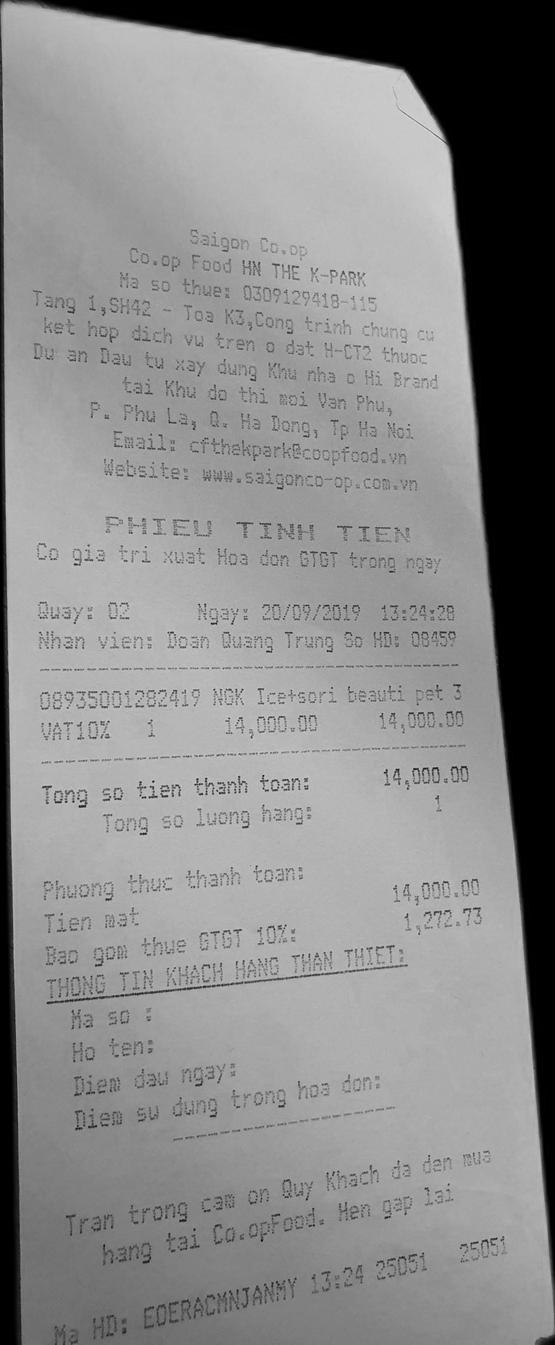 Saigon Co.op
Co.op Food HN THE K-PARK
Ma so thue: 0309129418-115
Tang 1,SH42 - Toa K3,Cong trinh chung cu
ket hop dich vu tren o dat H-CT2 thuoc
Du an Dau tu xay dung Khu nha o Hi Brand
tai Khu do thi moi Van Phu,
P. Phu La, Q. Ha Dong, Tp Ha Noi
Email: cfthekpark@coopfood.vn
Website: www.saigonco-op.com.vn
PHIEU TINH TIEN
Co gia tri xuat Hoa don GTGT trong ngay
Quay: 02 Ngay: 20/09/2019 13:24:28
Nhan vien: Doan Quang Trung So HD: 08459
08935001282419 NGK Ice+sori beauti pet 3
VAT10% 1 14,000.00 14,000.00
Tong so tien thanh toan: 14,000.00
Tong so luong hang: 1
Phuong thuc thanh toan:
Tien mat 14,000.00
Bao gom thue GTGT 10%: 1,272.73
THONG TIN KHACH HANG THAN THIET:
Ma so :
Ho ten:
Diem dau ngay:
Diem su dung trong hoa don:
Tran trong cam on Quy Khach da den mua
hang tai Co.opFood. Hen gap lai
Ma HD: EOERACMNJANMY 13:24 25051 25051